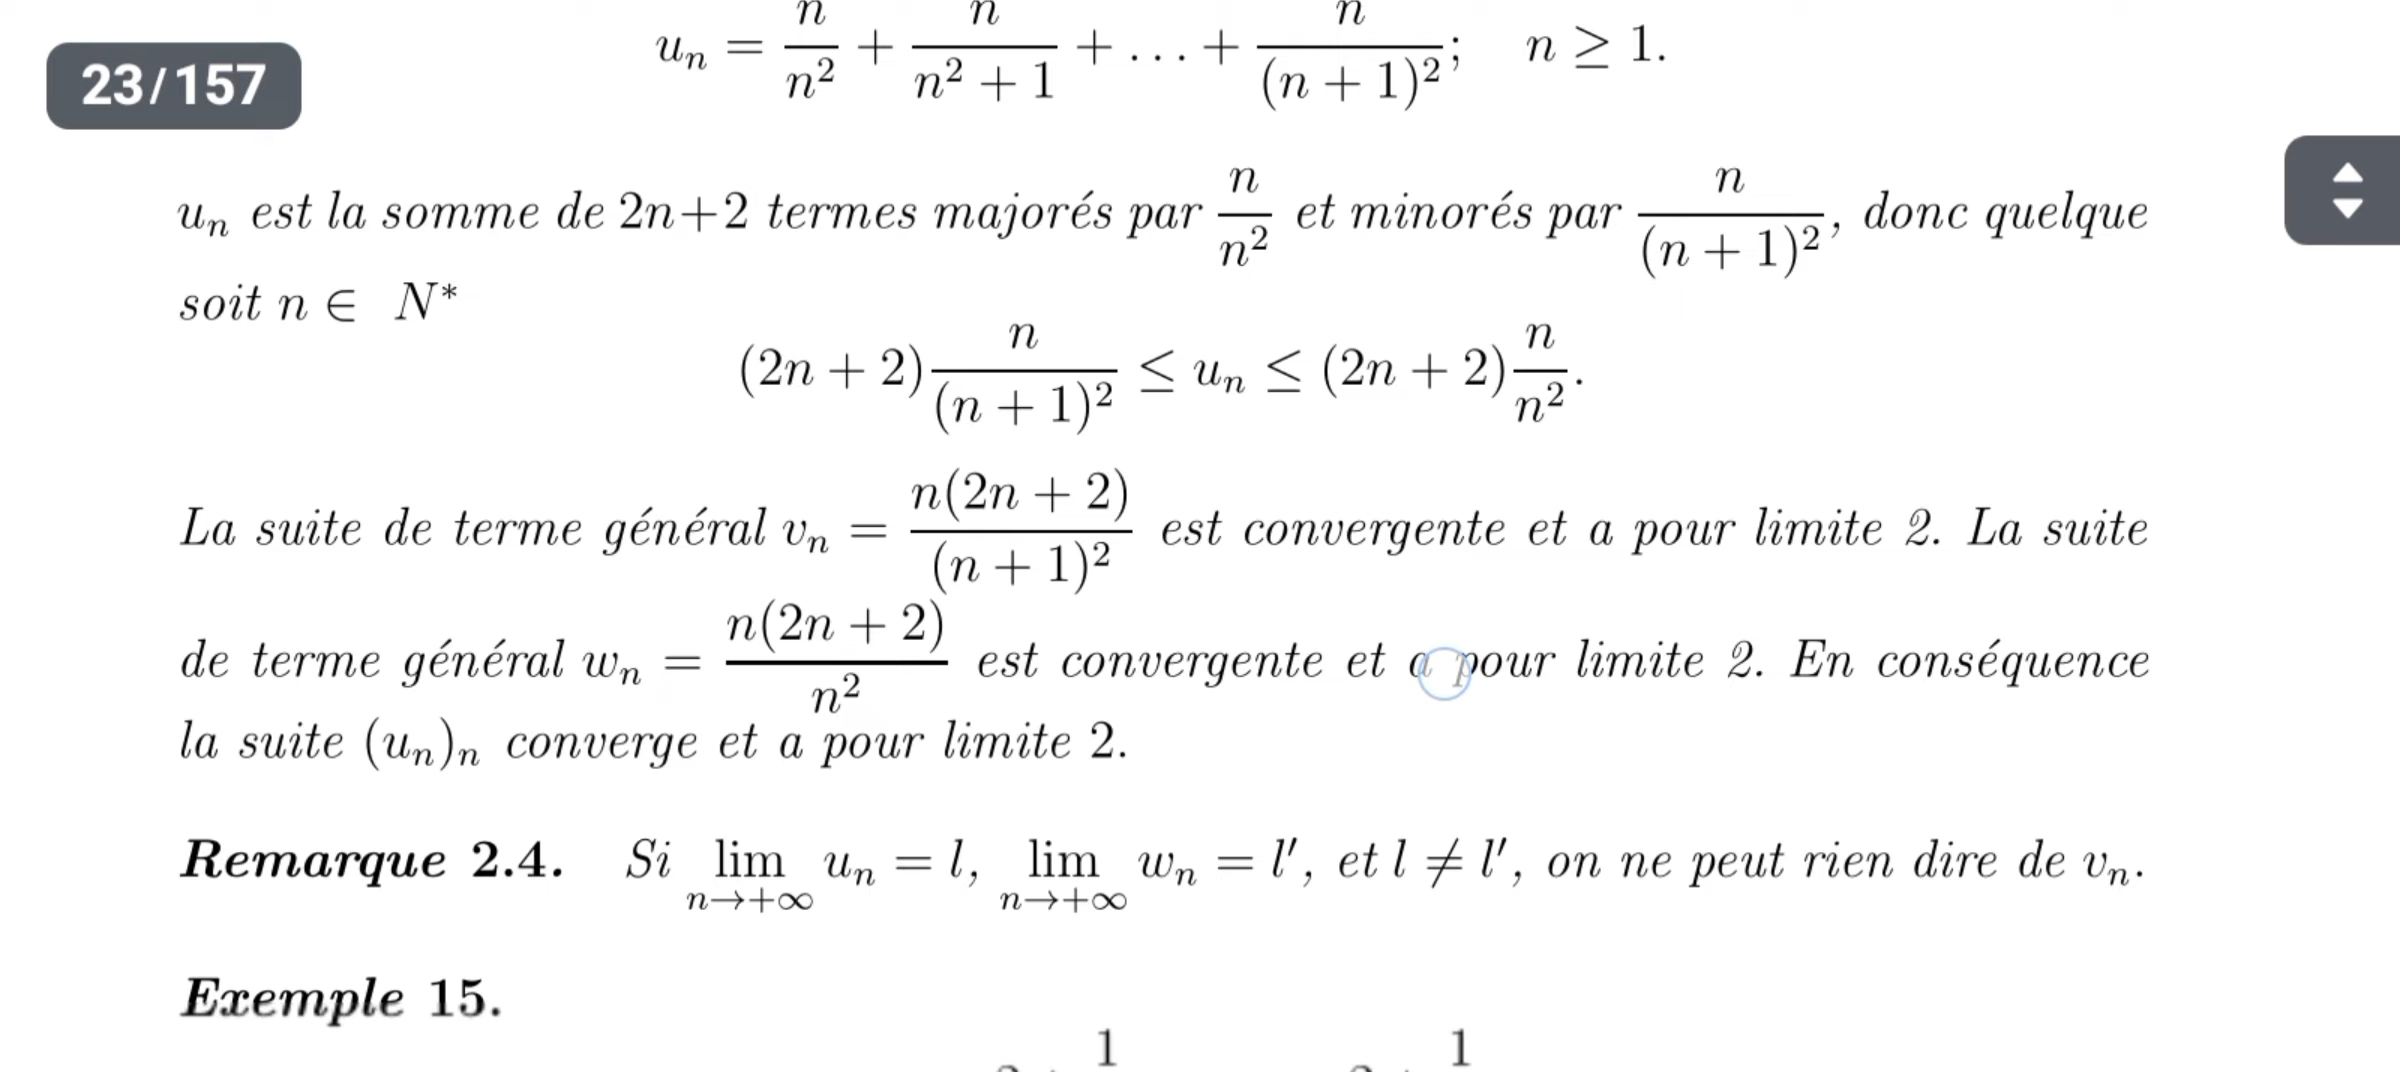 u_n = n/n² + n/(n² + 1) + ... + n/(n + 1)²; n ≥ 1.
23/157
u_n est la somme de 2n+2 termes majorés par n/n² et minorés par n/(n + 1)², donc quelque
soit n ∈ N*
(2n + 2) n/(n + 1)² ≤ u_n ≤ (2n + 2) n/n².
La suite de terme général v_n = n(2n + 2)/(n + 1)² est convergente et a pour limite 2. La suite
de terme général w_n = n(2n + 2)/n² est convergente et a pour limite 2. En conséquence
la suite (u_n)_n converge et a pour limite 2.
Remarque 2.4. Si lim_{n→+∞} u_n = l, lim_{n→+∞} w_n = l′, et l ≠ l′, on ne peut rien dire de v_n.
Exemple 15.
1 1